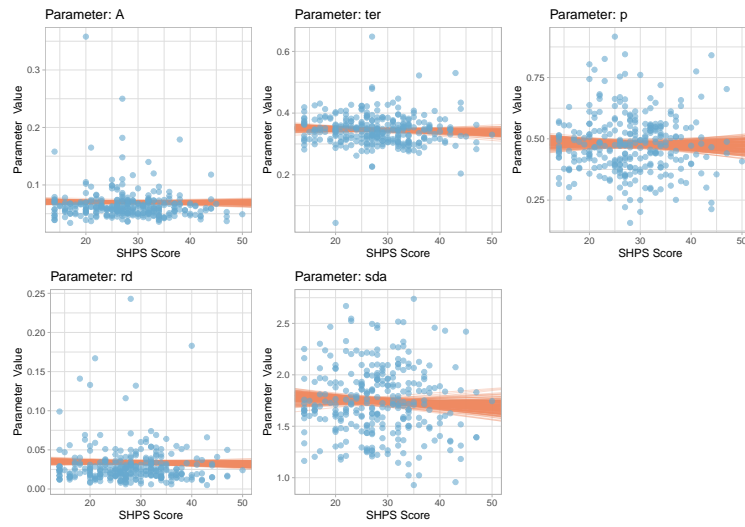 Parameter: A
Parameter Value
0.3
0.2
0.1
20
30
40
50
SHPS Score
Parameter: ter
Parameter Value
0.6
0.4
0.2
20
30
40
50
SHPS Score
Parameter: p
Parameter Value
0.75
0.50
0.25
20
30
40
50
SHPS Score
Parameter: rd
Parameter Value
0.25
0.20
0.15
0.10
0.05
0.00
20
30
40
50
SHPS Score
Parameter: sda
Parameter Value
2.5
2.0
1.5
1.0
20
30
40
50
SHPS Score